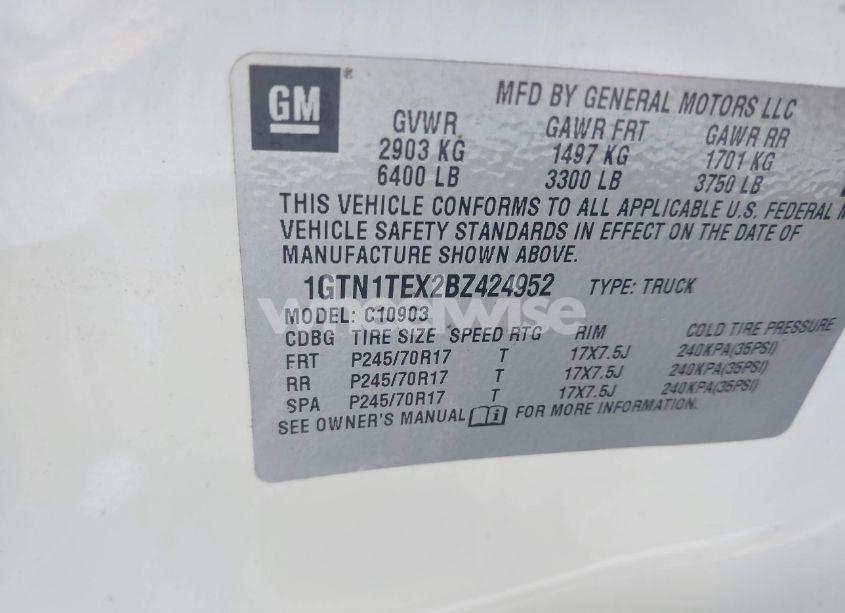 GM®
MFD BY GENERAL MOTORS LLC
GVWR GAWR FRT GAWR RR
2903 KG 1497 KG 1701 KG
6400 LB 3300 LB 3750 LB
THIS VEHICLE CONFORMS TO ALL APPLICABLE U.S. FEDERAL
VEHICLE SAFETY STANDARDS IN EFFECT ON THE DATE OF
MANUFACTURE SHOWN ABOVE.
1GTN1TEX2BZ424952 TYPE: TRUCK
wheelwise
MODEL: C10903
CDBG TIRE SIZE SPEED RTG RIM COLD TIRE PRESSURE
FRT P245/70R17 T 17X7.5J 240KPA(35PSI)
RR P245/70R17 T 17X7.5J 240KPA(35PSI)
SPA P245/70R17 T 17X7.5J 240KPA(35PSI)
SEE OWNER'S MANUAL i FOR MORE INFORMATION.